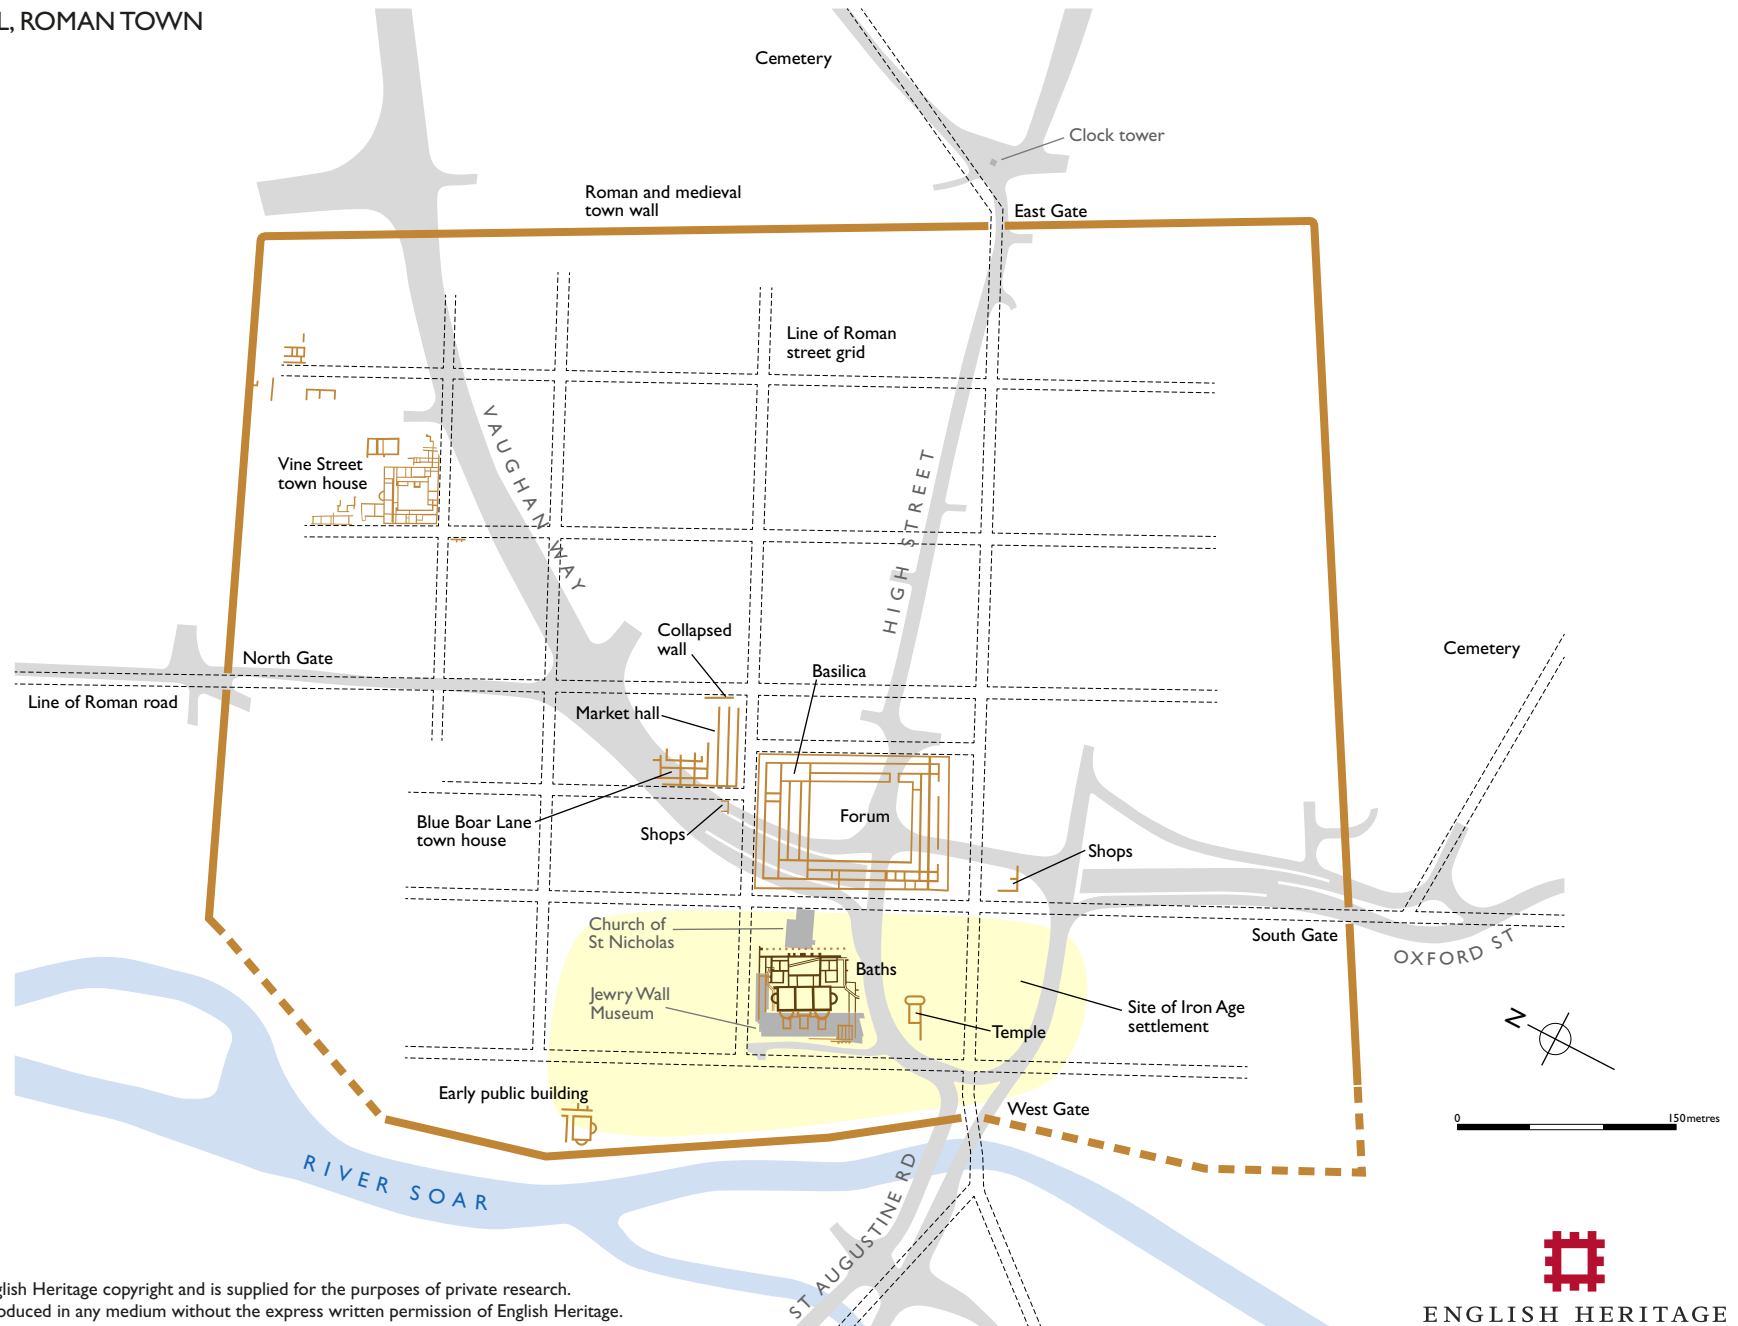 L, ROMAN TOWN
Cemetery
Clock tower
Roman and medieval
town wall
East Gate
Line of Roman
street grid
VAUGHAN WAY
HIGH STREET
Vine Street
town house
Collapsed
wall
Basilica
North Gate
Line of Roman road
Market hall
Cemetery
Blue Boar Lane
town house
Shops
Forum
Shops
Church of
St Nicholas
South Gate
OXFORD ST
Baths
Jewry Wall
Museum
Temple
Site of Iron Age
settlement
N
Early public building
West Gate
0 150 metres
RIVER SOAR
ST AUGUSTINE RD
glish Heritage copyright and is supplied for the purposes of private research.
oduced in any medium without the express written permission of English Heritage.
ENGLISH HERITAGE